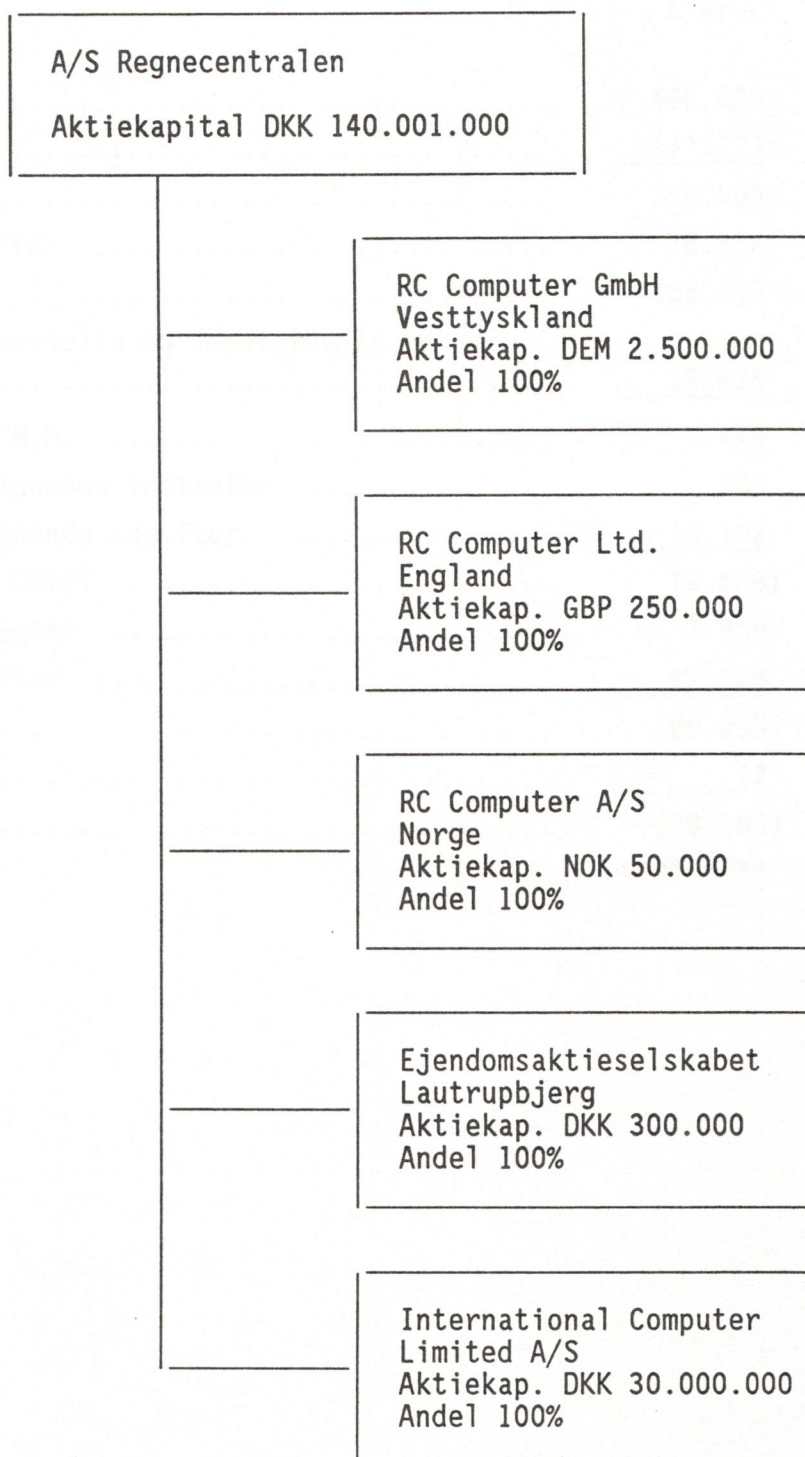 A/S Regnecentralen
Aktiekapital DKK 140.001.000
RC Computer GmbH
Vesttyskland
Aktiekap. DEM 2.500.000
Andel 100%
RC Computer Ltd.
England
Aktiekap. GBP 250.000
Andel 100%
RC Computer A/S
Norge
Aktiekap. NOK 50.000
Andel 100%
Ejendomsaktieselskabet
Lautrupbjerg
Aktiekap. DKK 300.000
Andel 100%
International Computer
Limited A/S
Aktiekap. DKK 30.000.000
Andel 100%